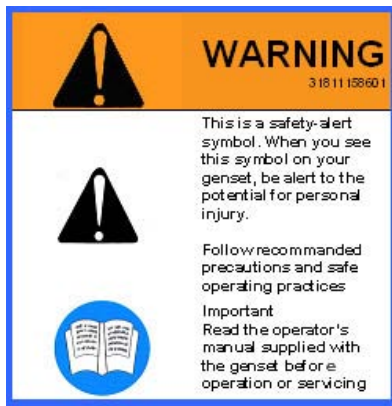 WARNING
31811158601
This is a safety-alert
symbol. When you see
this symbol on your
genset, be alert to the
potential for personal
injury.
Follow recommanded
precautions and safe
operating practices
Important
Read the operator's
manual supplied with
the genset before
operation or servicing